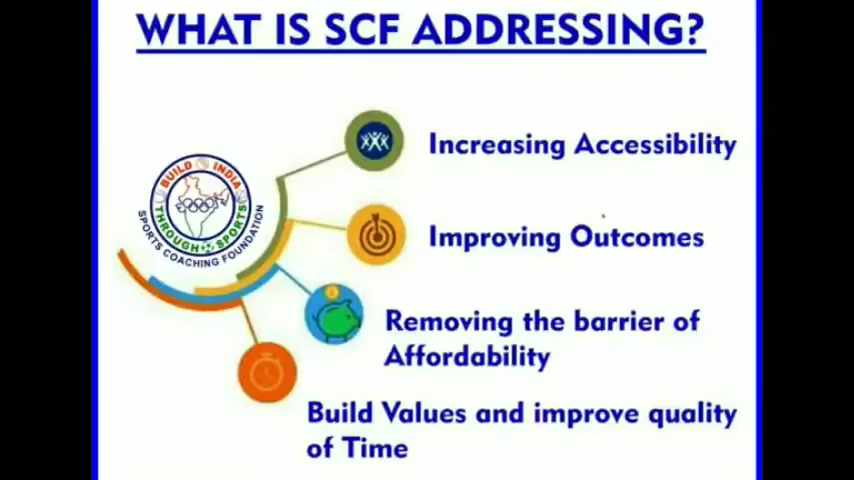 WHAT IS SCF ADDRESSING?
BUILD INDIA
THROUGH SPORTS
SPORTS COACHING FOUNDATION
Increasing Accessibility
Improving Outcomes
Removing the barrier of
Affordability
Build Values and improve quality
of Time